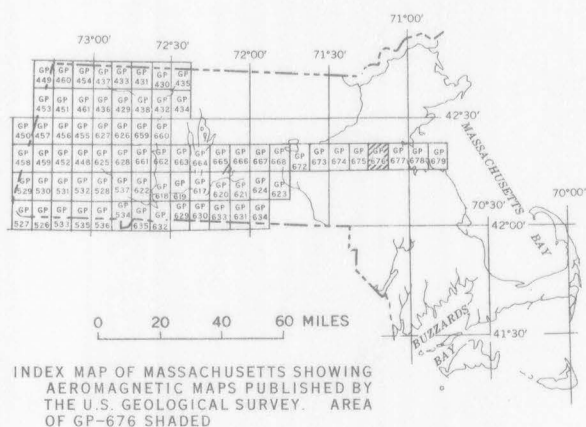 71°00'
73°00'
72°30'
72°00'
71°30'
GP GP GP GP GP GP GP GP
449 460 454 437 433 431 430 435
GP GP GP GP GP GP GP GP
453 451 461 436 429 438 432 434
42°30'
GP GP GP GP GP GP GP GP
450 457 456 455 627 626 659 660
MASSACHUSETTS BAY
GP GP GP GP GP GP GP GP GP GP GP GP GP GP GP GP GP GP GP GP GP GP
458 459 452 448 625 628 661 662 663 664 665 666 667 668 672 673 674 675 676 677 678 679
GP GP GP GP GP GP GP GP GP GP GP GP GP GP
529 530 531 532 528 537 622 618 619 617 620 621 624 623
70°00'
70°30'
GP GP GP GP GP GP GP GP GP GP GP GP GP
527 526 533 535 536 534 635 632 629 630 633 631 634
42°00'
0 20 40 60 MILES
BUZZARDS BAY
41°30'
INDEX MAP OF MASSACHUSETTS SHOWING
AEROMAGNETIC MAPS PUBLISHED BY
THE U.S. GEOLOGICAL SURVEY. AREA
OF GP-676 SHADED